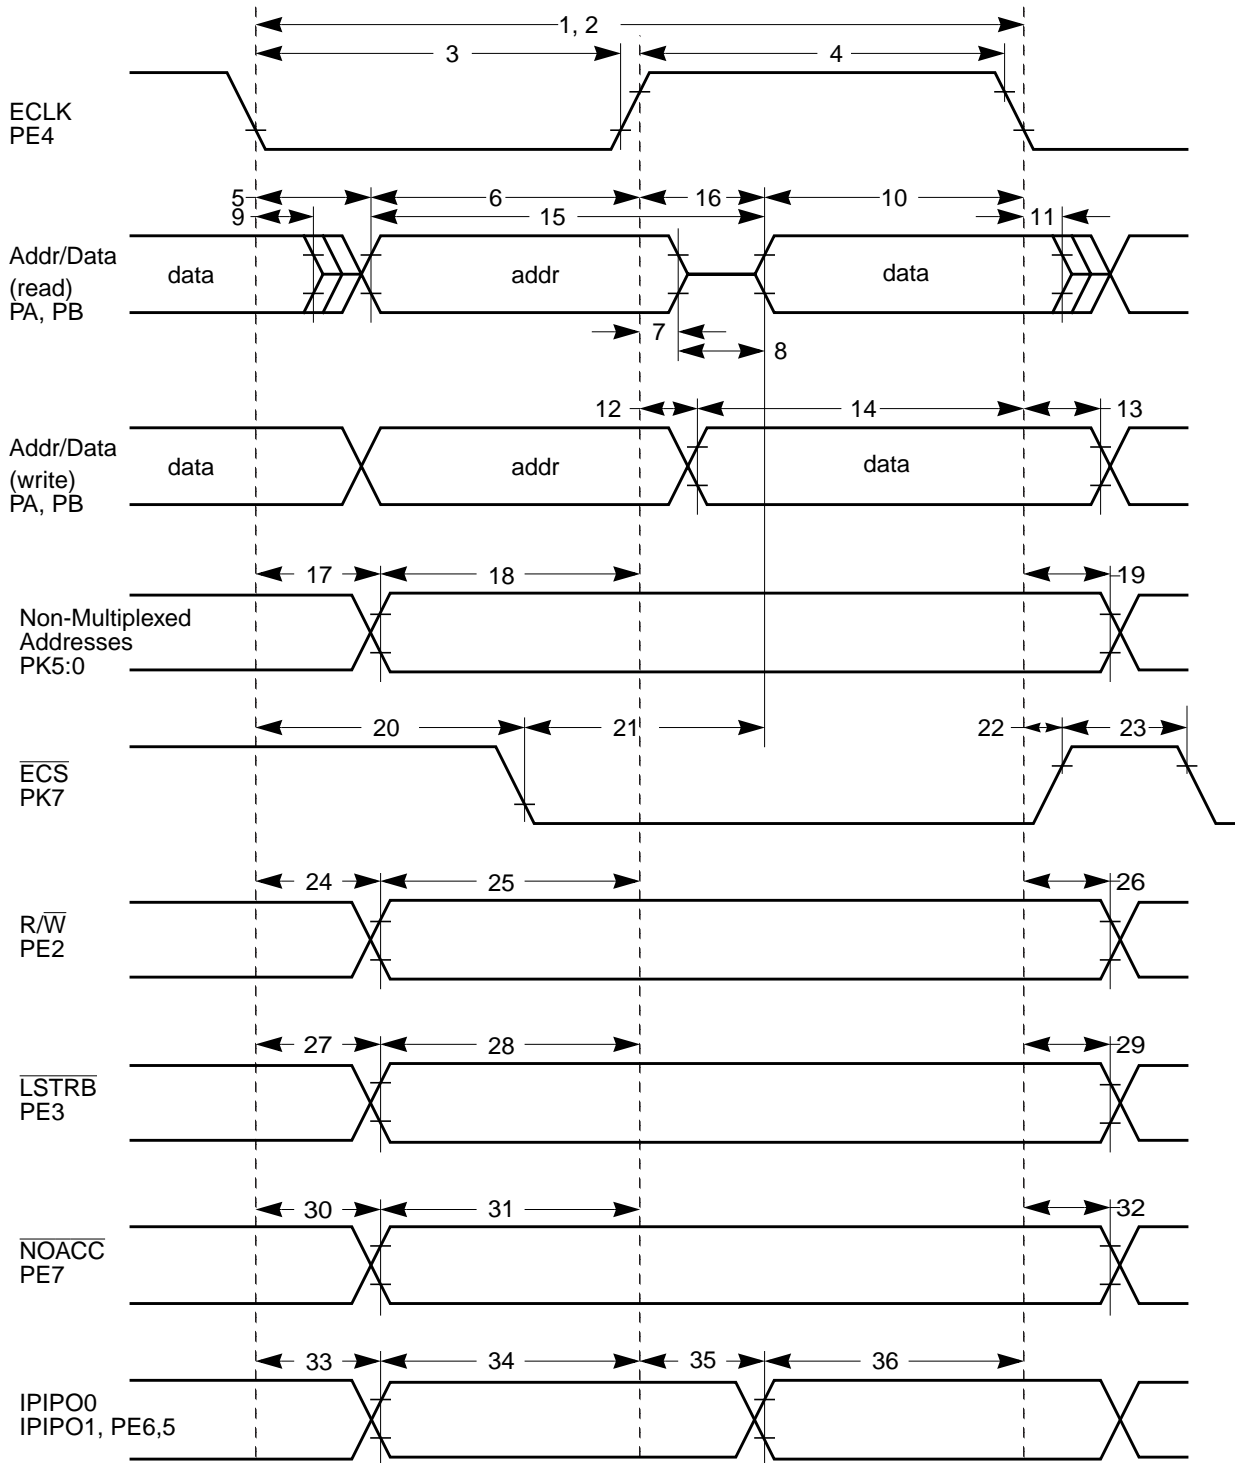 1, 2
3
4
ECLK
PE4
5
6
16
10
9
15
11
Addr/Data
(read)
PA, PB
data
addr
data
7
8
12
14
13
Addr/Data
(write)
PA, PB
data
addr
data
17
18
19
Non-Multiplexed
Addresses
PK5:0
20
21
22
23
ECS
PK7
24
25
26
R/W
PE2
27
28
29
LSTRB
PE3
30
31
32
NOACC
PE7
33
34
35
36
IPIPO0
IPIPO1, PE6,5